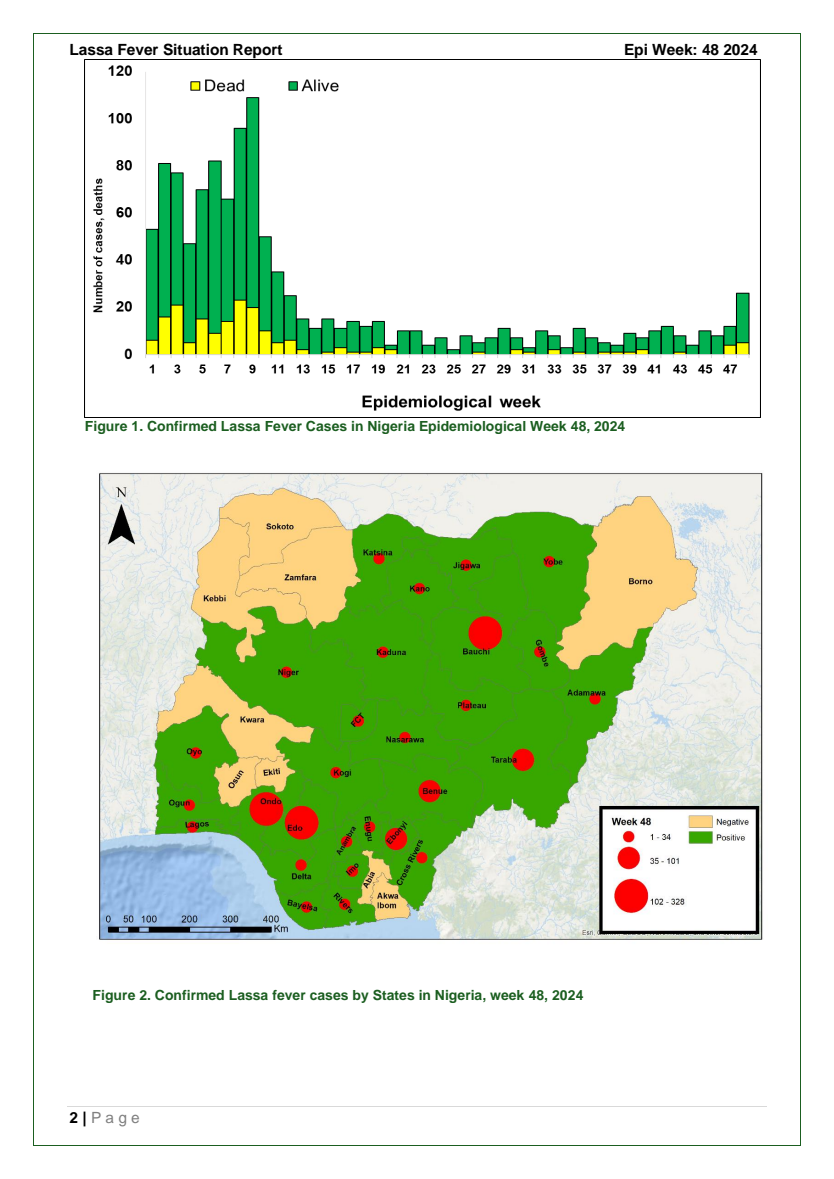 Lassa Fever Situation Report Epi Week: 48 2024
Dead Alive
Number of cases, deaths
120
100
80
60
40
20
0
1 3 5 7 9 11 13 15 17 19 21 23 25 27 29 31 33 35 37 39 41 43 45 47
Epidemiological week
Figure 1. Confirmed Lassa Fever Cases in Nigeria Epidemiological Week 48, 2024
N
Sokoto
Katsina
Jigawa
Yobe
Zamfara
Borno
Kano
Kebbi
Kaduna
Bauchi
Gombe
Niger
Adamawa
Plateau
Kwara
FCT
Nasarawa
Oyo
Taraba
Osun
Ekiti
Kogi
Benue
Ogun
Ondo
Lagos
Edo
Enugu
Ebonyi
Anambra
Cross Rivers
Delta
Imo
Abia
Akwa
Ibom
Bayelsa
Rivers
Week 48
1 - 34
35 - 101
102 - 328
Negative
Positive
0 50 100 200 300 400
Km
Figure 2. Confirmed Lassa fever cases by States in Nigeria, week 48, 2024
2 | Page